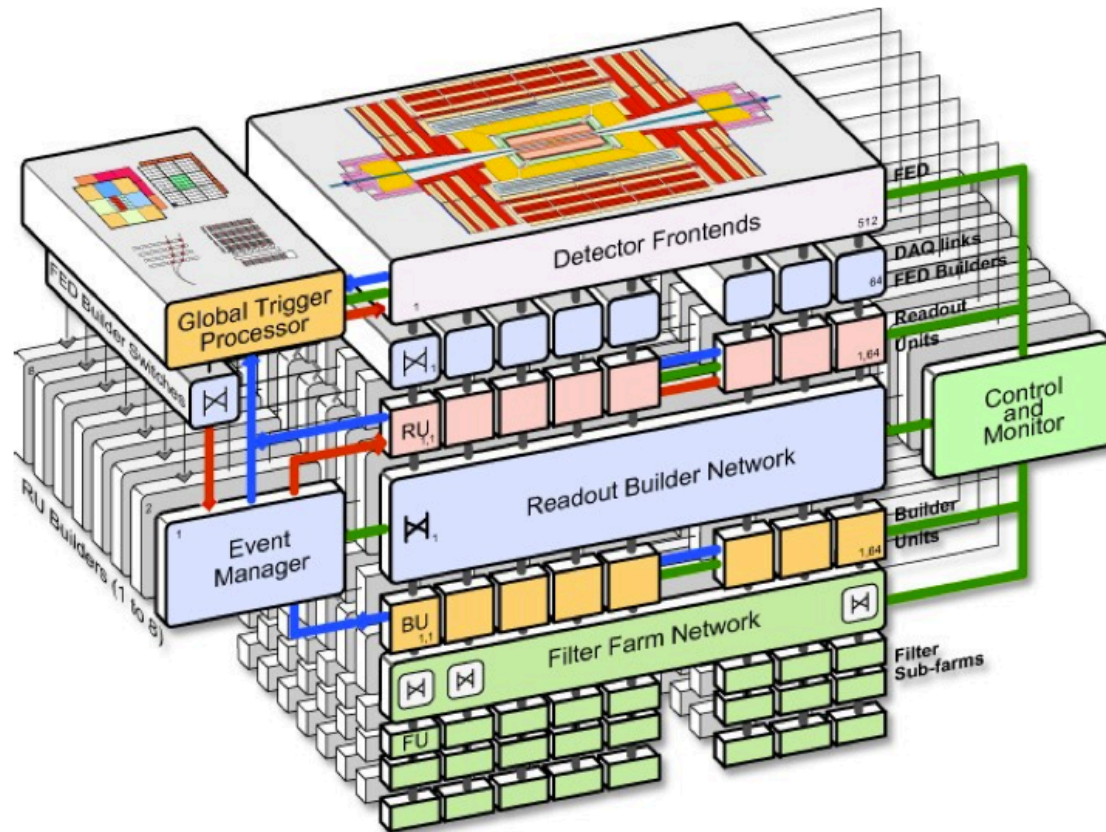 FED
512
Detector Frontends
1
DAQ links
FED Builders
64
1
Global Trigger
Processor
FED Builder Switches
Readout
Units
1,64
RU
1,1
Control
and
Monitor
Readout Builder Network
1
8
2
1
Event
Manager
RU Builders (1 to 8)
Builder
Units
1,64
BU
1,1
Filter Farm Network
Filter
Sub-farms
FU